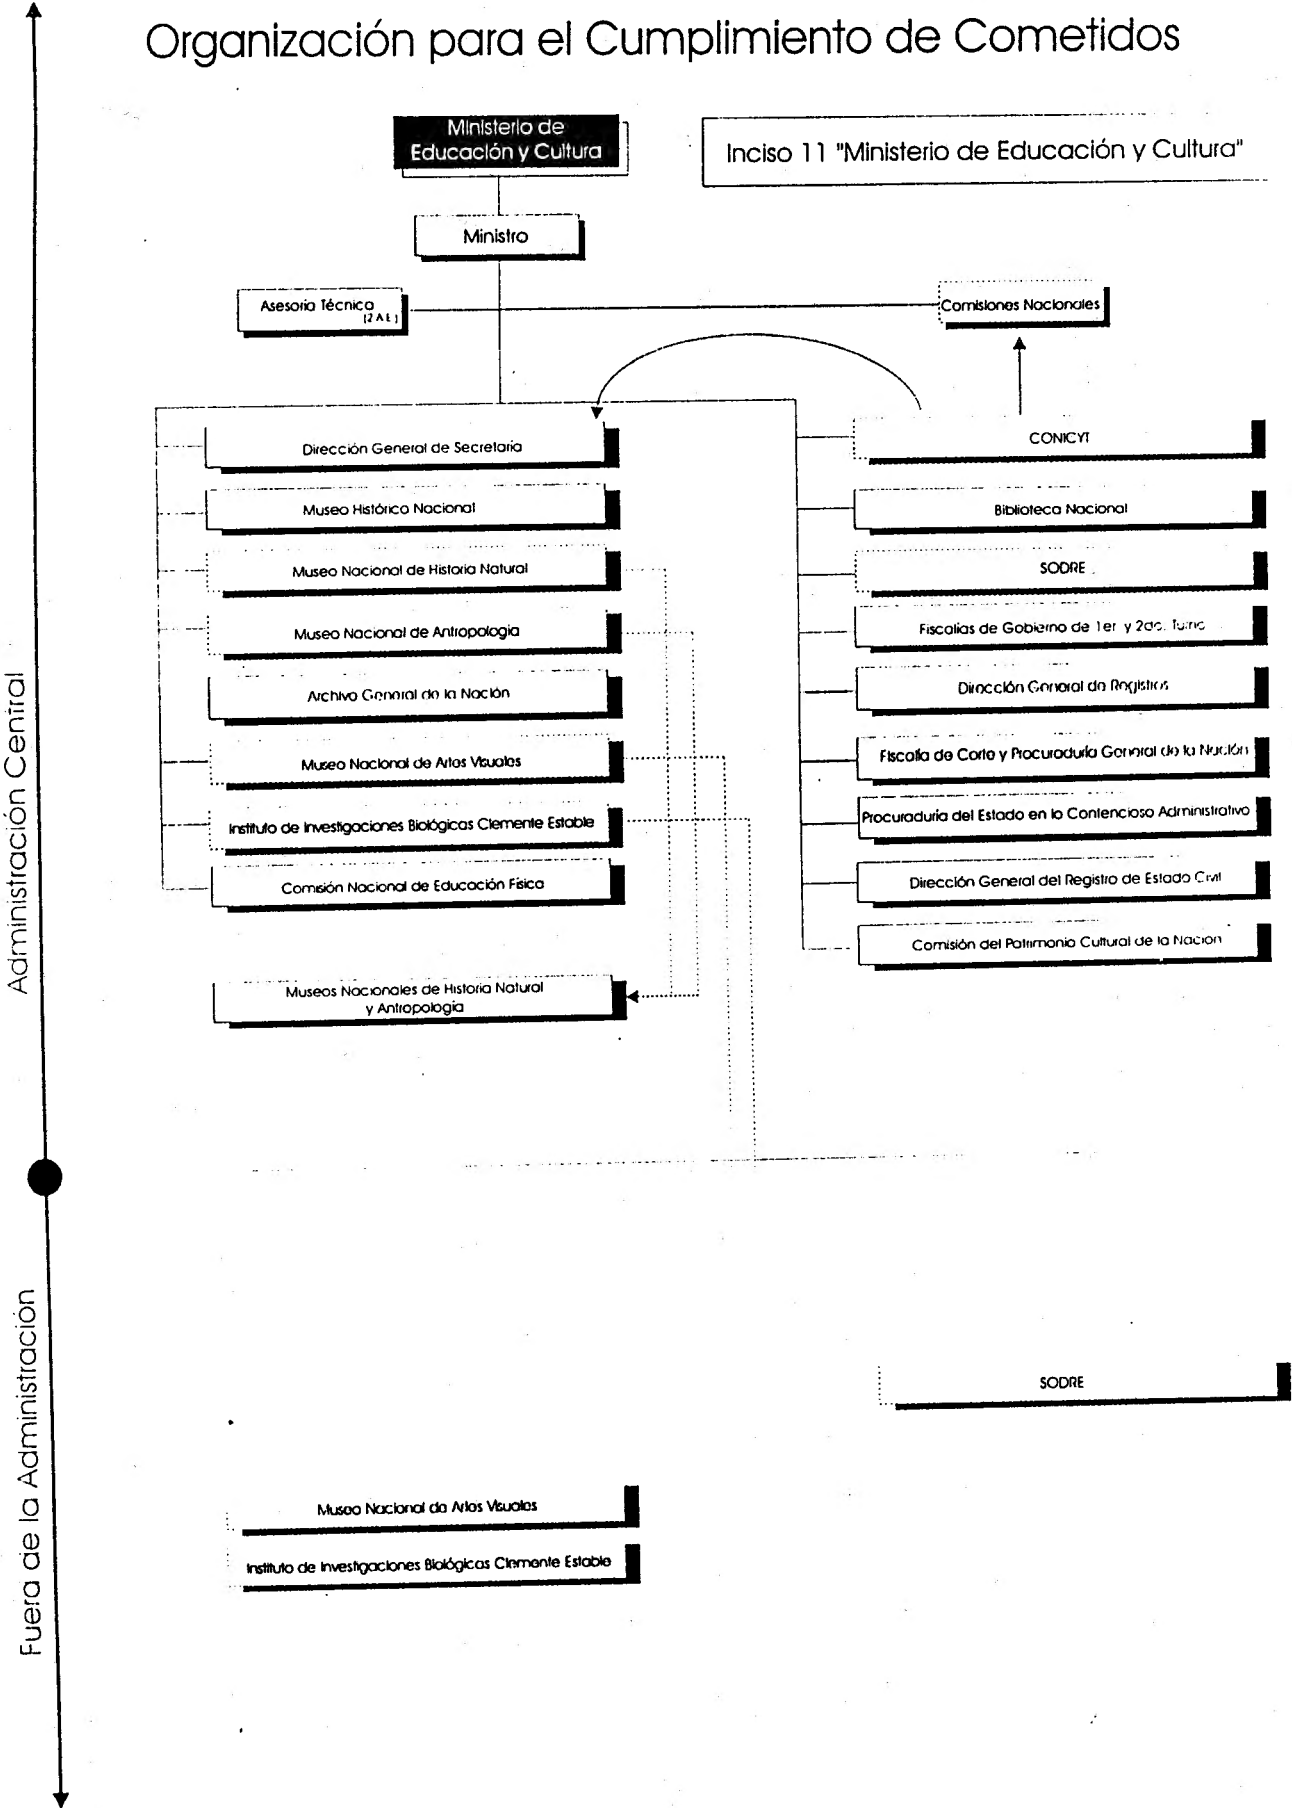 Organización para el Cumplimiento de Cometidos
Ministerio de
Educación y Cultura
Inciso 11 "Ministerio de Educación y Cultura"
Ministro
Asesoría Técnica
(2 A E)
Comisiones Nacionales
Dirección General de Secretaría
Museo Histórico Nacional
Museo Nacional de Historia Natural
Museo Nacional de Antropología
Archivo General de la Nación
Museo Nacional de Artes Visuales
Instituto de Investigaciones Biológicas Clemente Estable
Comisión Nacional de Educación Física
Museos Nacionales de Historia Natural
y Antropología
CONICYT
Biblioteca Nacional
SODRE
Fiscalías de Gobierno de 1er y 2do. Turno
Dirección General de Registros
Fiscalía de Corte y Procuraduría General de la Nación
Procuraduría del Estado en lo Contencioso Administrativo
Dirección General del Registro de Estado Civil
Comisión del Patrimonio Cultural de la Nación
Administración Central
Fuera de la Administración
SODRE
Museo Nacional de Artes Visuales
Instituto de Investigaciones Biológicas Clemente Estable